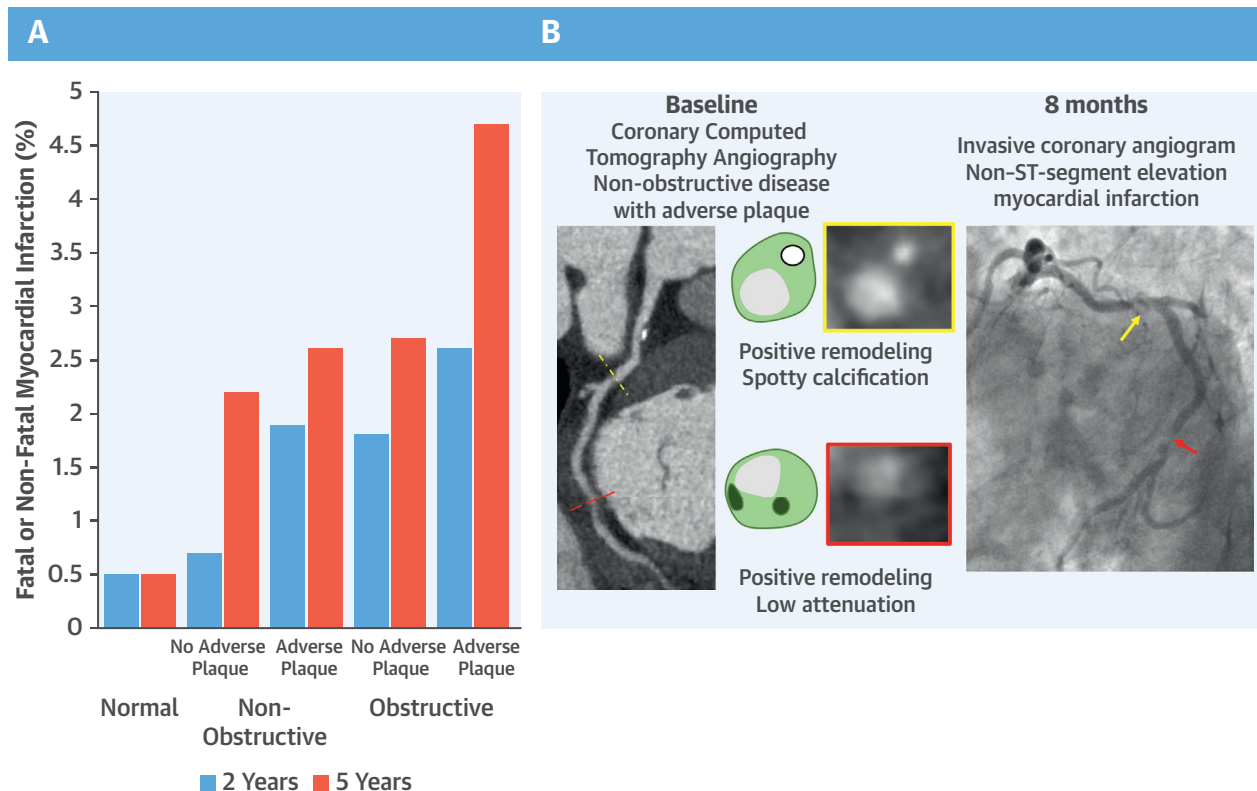 A
B
Fatal or Non-Fatal Myocardial Infarction (%)
5
4.5
4
3.5
3
2.5
2
1.5
1
0.5
0
No Adverse
Plaque
Adverse
Plaque
No Adverse
Plaque
Adverse
Plaque
Normal
Non-
Obstructive
Obstructive
2 Years
5 Years
Baseline
Coronary Computed
Tomography Angiography
Non-obstructive disease
with adverse plaque
Positive remodeling
Spotty calcification
Positive remodeling
Low attenuation
8 months
Invasive coronary angiogram
Non–ST-segment elevation
myocardial infarction